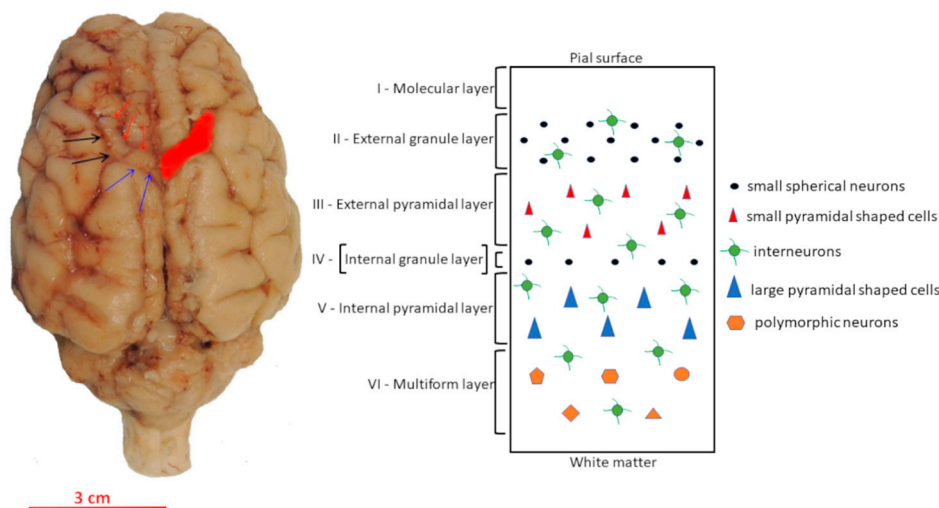 Pial surface
I - Molecular layer
II - External granule layer
III - External pyramidal layer
IV - [Internal granule layer]
V - Internal pyramidal layer
VI - Multiform layer
White matter
small spherical neurons
small pyramidal shaped cells
interneurons
large pyramidal shaped cells
polymorphic neurons
3 cm